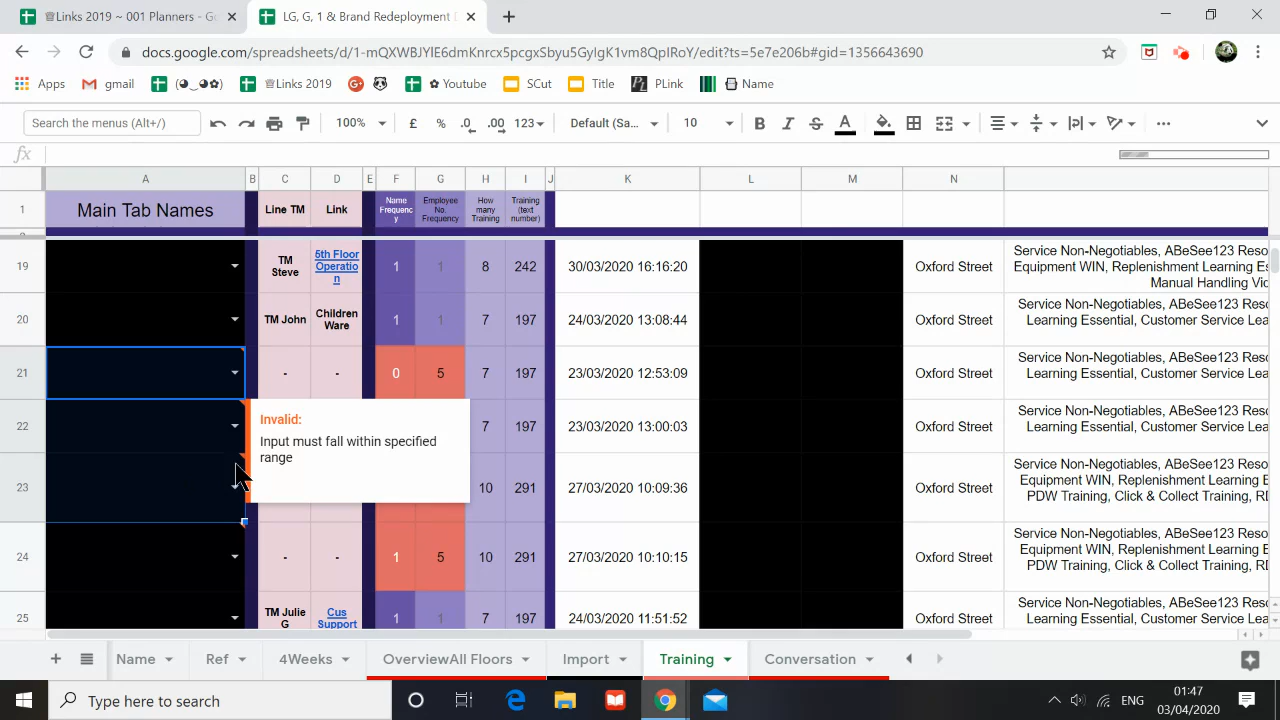 ♕Links 2019 ~ 001 Planners - Go
LG, G, 1 & Brand Redeployment D
docs.google.com/spreadsheets/d/1-mQXWBJYlE6dmKnrcx5pcgxSbyu5GyIgK1vm8QpIRoY/edit?ts=5e7e206b#gid=1356643690
Apps gmail (◕‿◕✿) ♕Links 2019 ✿ Youtube SCut Title PLink Name
Search the menus (Alt+/) 100% £ % .0 .00 123 Default (Sa... 10 B I S A
fx
A B C D E F G H I J K L M N
1 Main Tab Names Line TM Link Name Frequency Employee No. Frequency How many Training Training (text number)
19 TM Steve 5th Floor Operation 1 1 8 242 30/03/2020 16:16:20 Oxford Street Service Non-Negotiables, ABeSee123 Reso
Equipment WIN, Replenishment Learning Es
Manual Handling Vid
20 TM John Children Ware 1 1 7 197 24/03/2020 13:08:44 Oxford Street Service Non-Negotiables, ABeSee123 Reso
Learning Essential, Customer Service Lea
21 - - 0 5 7 197 23/03/2020 12:53:09 Oxford Street Service Non-Negotiables, ABeSee123 Reso
Learning Essential, Customer Service Lea
22 7 197 23/03/2020 13:00:03 Oxford Street Service Non-Negotiables, ABeSee123 Reso
Learning Essential, Customer Service Lea
Invalid:
Input must fall within specified
range
23 10 291 27/03/2020 10:09:36 Oxford Street Service Non-Negotiables, ABeSee123 Reso
Equipment WIN, Replenishment Learning E
PDW Training, Click & Collect Training, RD
24 - - 1 5 10 291 27/03/2020 10:10:15 Oxford Street Service Non-Negotiables, ABeSee123 Reso
Equipment WIN, Replenishment Learning E
PDW Training, Click & Collect Training, RD
25 TM Julie G Cus Support 1 1 7 197 24/03/2020 11:51:52 Oxford Street Service Non-Negotiables, ABeSee123 Reso
Learning Essential, Customer Service Lea
Name Ref 4Weeks OverviewAll Floors Import Training Conversation
Type here to search
ENG
01:47
03/04/2020